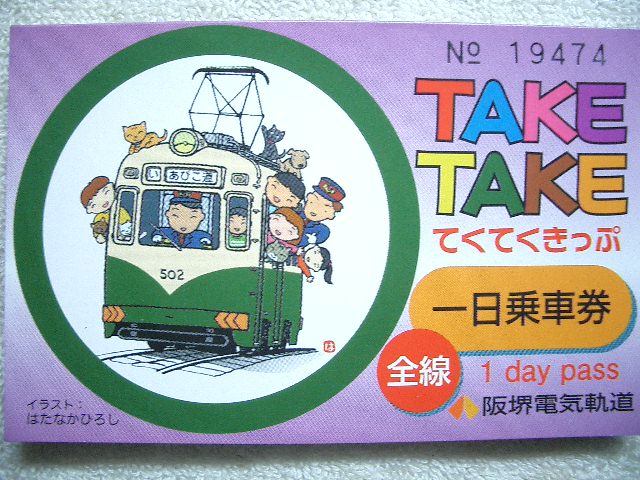 № 19474
TAKE
TAKE
てくてくきっぷ
一日乗車券
全線
1 day pass
阪堺電気軌道
い あびこ道
502
は
イラスト：
はたなかひろし